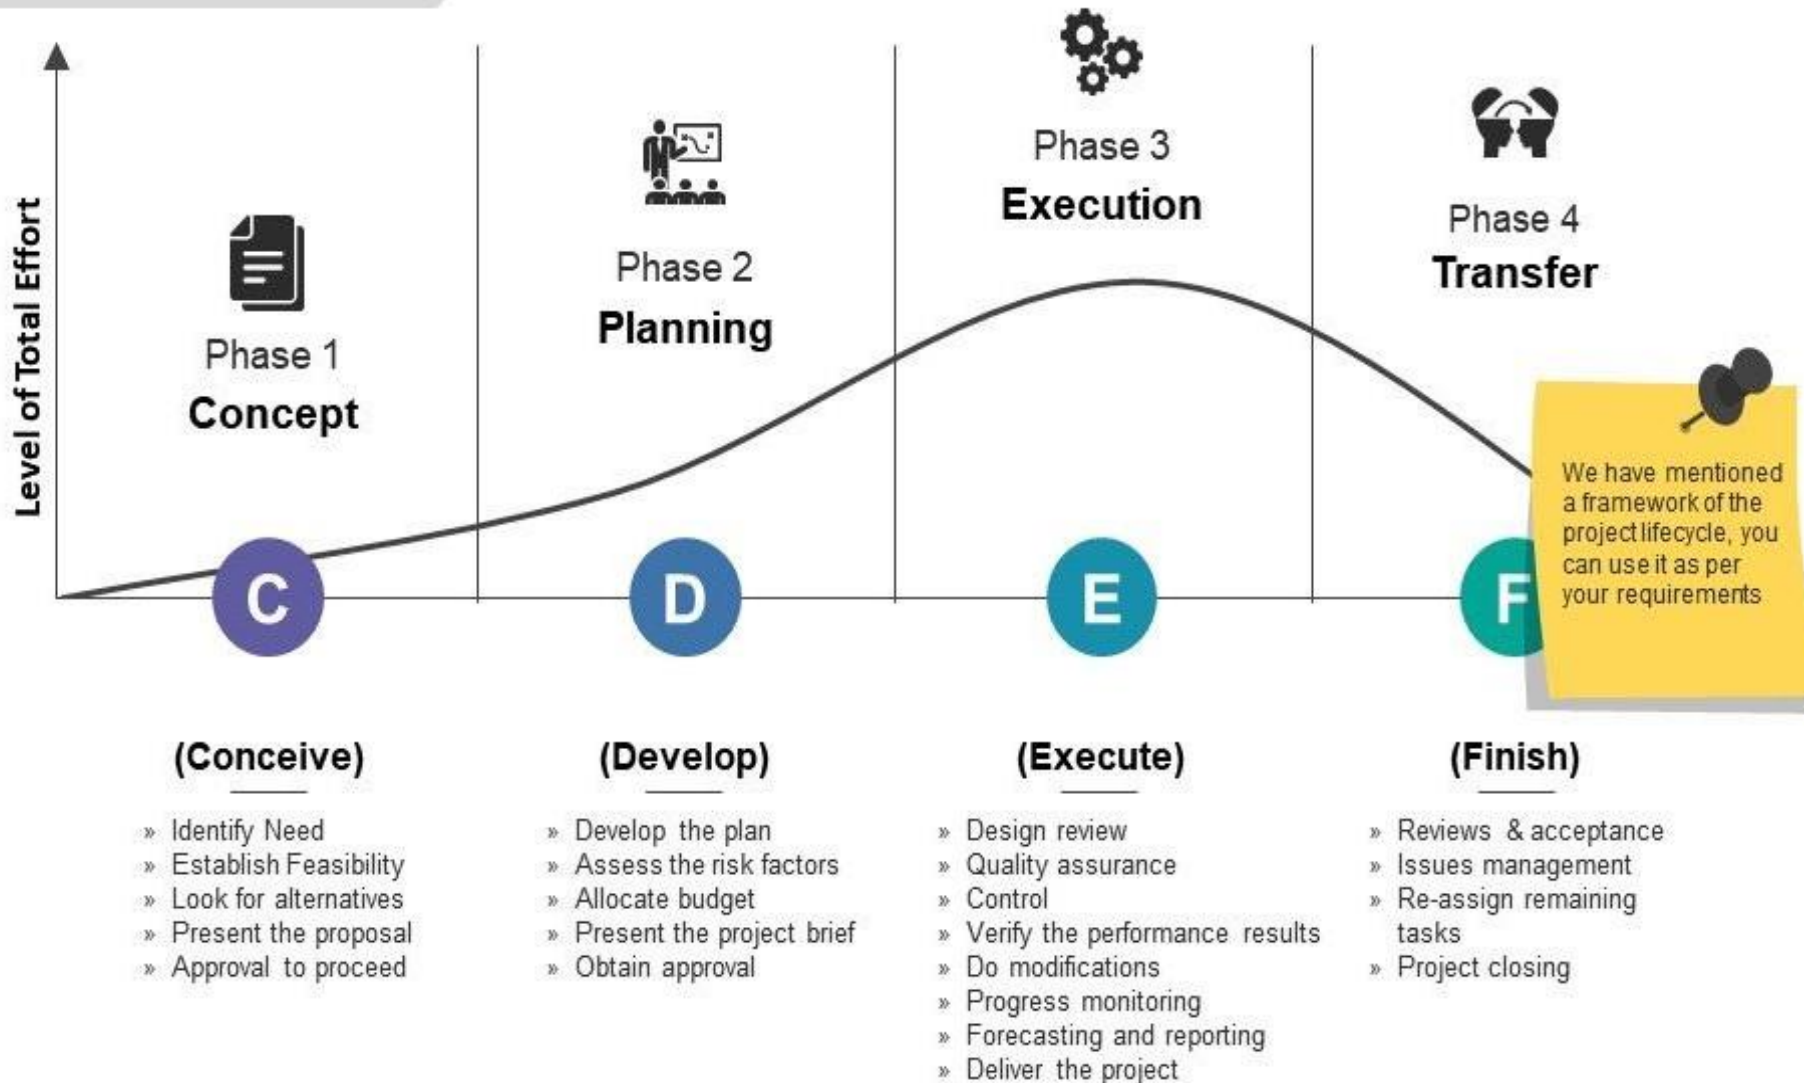 Level of Total Effort
Phase 1
Concept
Phase 2
Planning
Phase 3
Execution
Phase 4
Transfer
We have mentioned
a framework of the
project lifecycle, you
can use it as per
your requirements
C
D
E
F
(Conceive)
» Identify Need
» Establish Feasibility
» Look for alternatives
» Present the proposal
» Approval to proceed
(Develop)
» Develop the plan
» Assess the risk factors
» Allocate budget
» Present the project brief
» Obtain approval
(Execute)
» Design review
» Quality assurance
» Control
» Verify the performance results
» Do modifications
» Progress monitoring
» Forecasting and reporting
» Deliver the project
(Finish)
» Reviews & acceptance
» Issues management
» Re-assign remaining
tasks
» Project closing